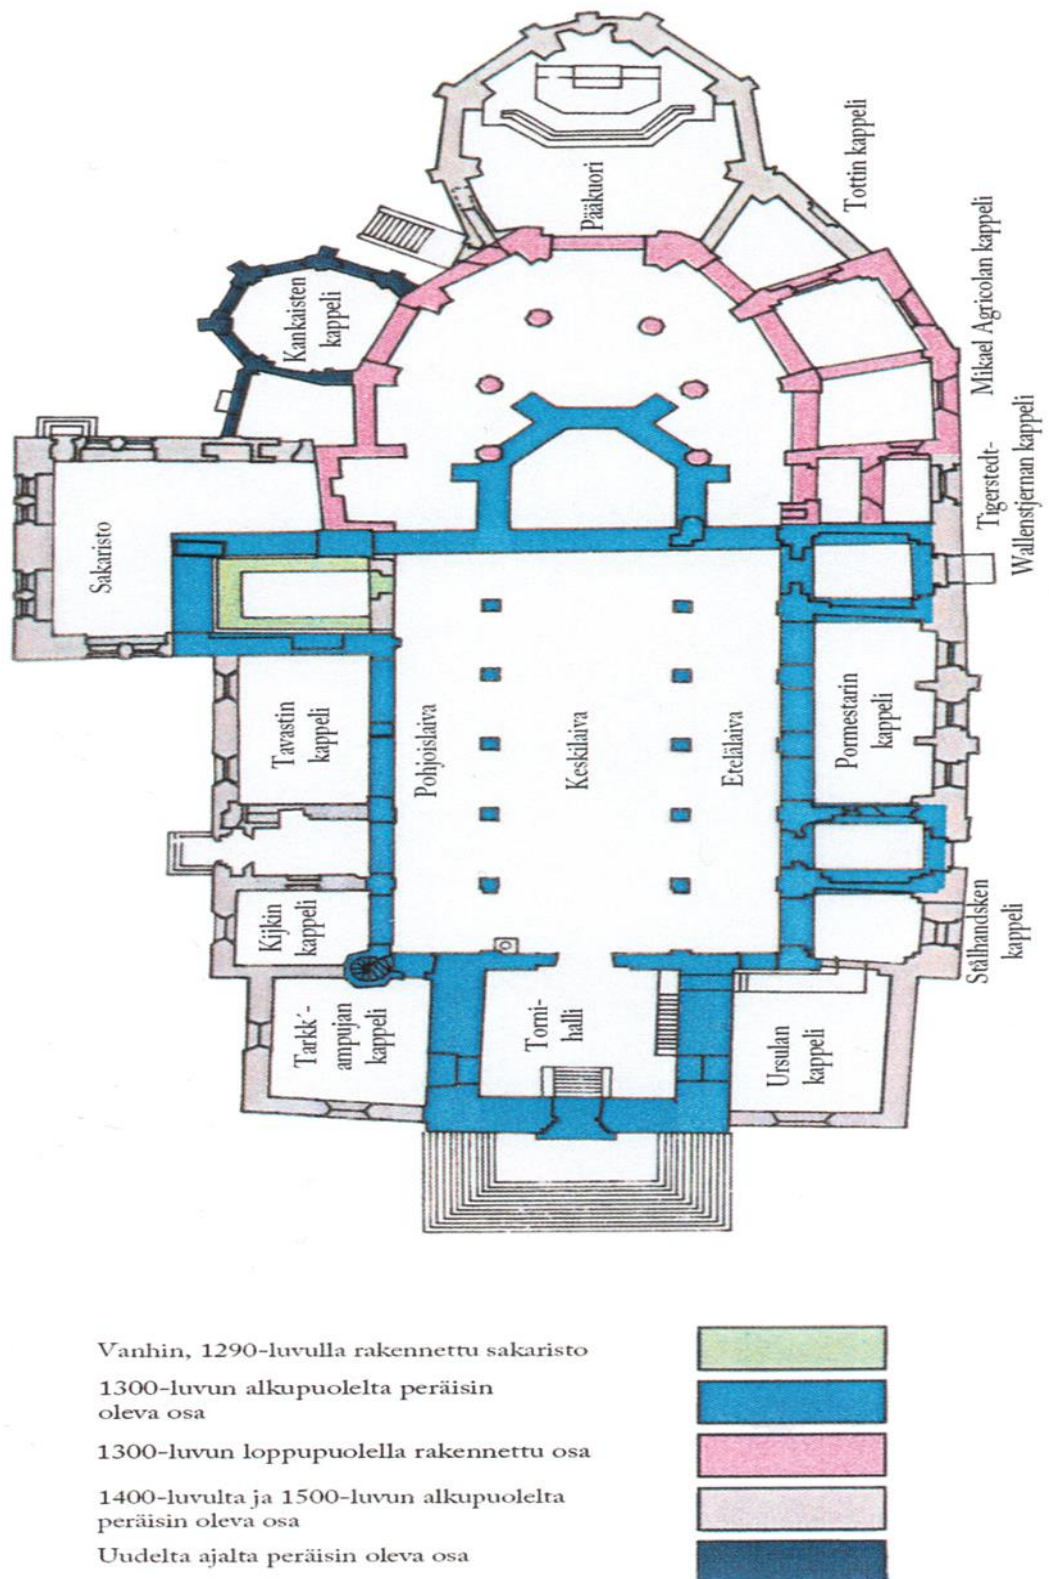 Pääkuori
Tottin kappeli
Kankaisten
kappeli
Mikael Agricolan kappeli
Sakaristo
Tigerstedt-
Wallenstjernan kappeli
Tavastin
kappeli
Pohjoislaiva
Keskilaiva
Etelälaiva
Pormestarin
kappeli
Kijkin
kappeli
Stålhandsken
kappeli
Tarkk´-
ampujan
kappeli
Torni-
halli
Ursulan
kappeli
Vanhin, 1290-luvulla rakennettu sakaristo
1300-luvun alkupuolelta peräisin
oleva osa
1300-luvun loppupuolella rakennettu osa
1400-luvulta ja 1500-luvun alkupuolelta
peräisin oleva osa
Uudelta ajalta peräisin oleva osa